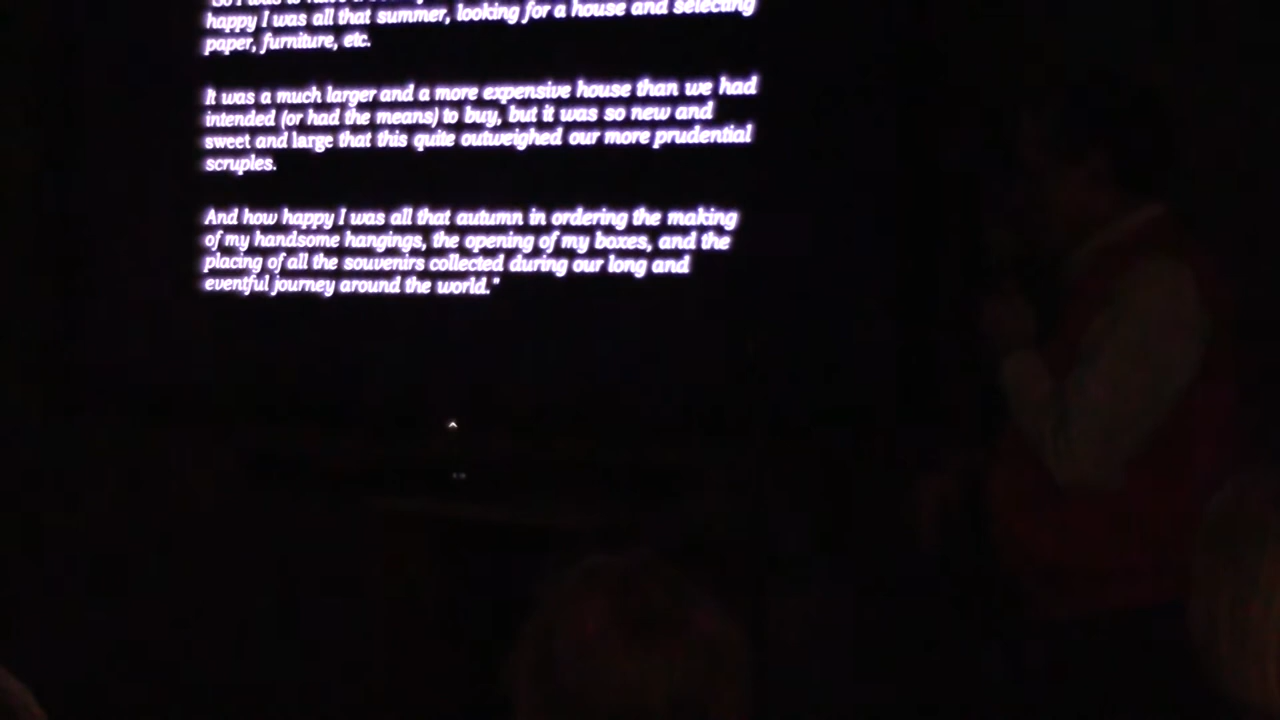 "So I was to have a
happy I was all that summer, looking for a house and selecting
paper, furniture, etc.
It was a much larger and a more expensive house than we had
intended (or had the means) to buy, but it was so new and
sweet and large that this quite outweighed our more prudential
scruples.
And how happy I was all that autumn in ordering the making
of my handsome hangings, the opening of my boxes, and the
placing of all the souvenirs collected during our long and
eventful journey around the world."